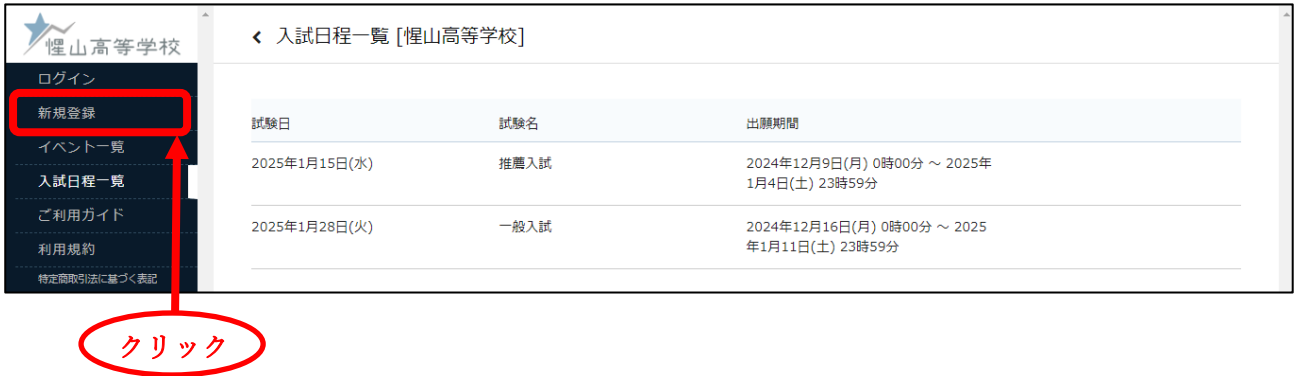 惺山高等学校
ログイン
新規登録
イベント一覧
入試日程一覧
ご利用ガイド
利用規約
特定商取引法に基づく表記
入試日程一覧 [惺山高等学校]
試験日 試験名 出願期間
2025年1月15日(水) 推薦入試 2024年12月9日(月) 0時00分 ～ 2025年
1月4日(土) 23時59分
2025年1月28日(火) 一般入試 2024年12月16日(月) 0時00分 ～ 2025
年1月11日(土) 23時59分
クリック